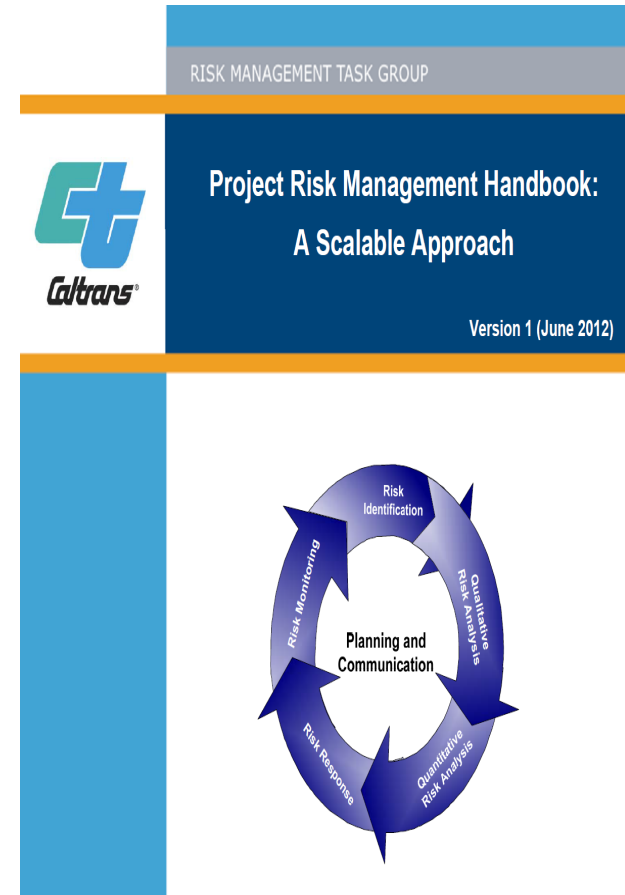 RISK MANAGEMENT TASK GROUP
Project Risk Management Handbook:
A Scalable Approach
Caltrans®
Version 1 (June 2012)
Risk
Identification
Qualitative
Risk Analysis
Quantitative
Risk Analysis
Risk Response
Risk Monitoring
Planning and
Communication